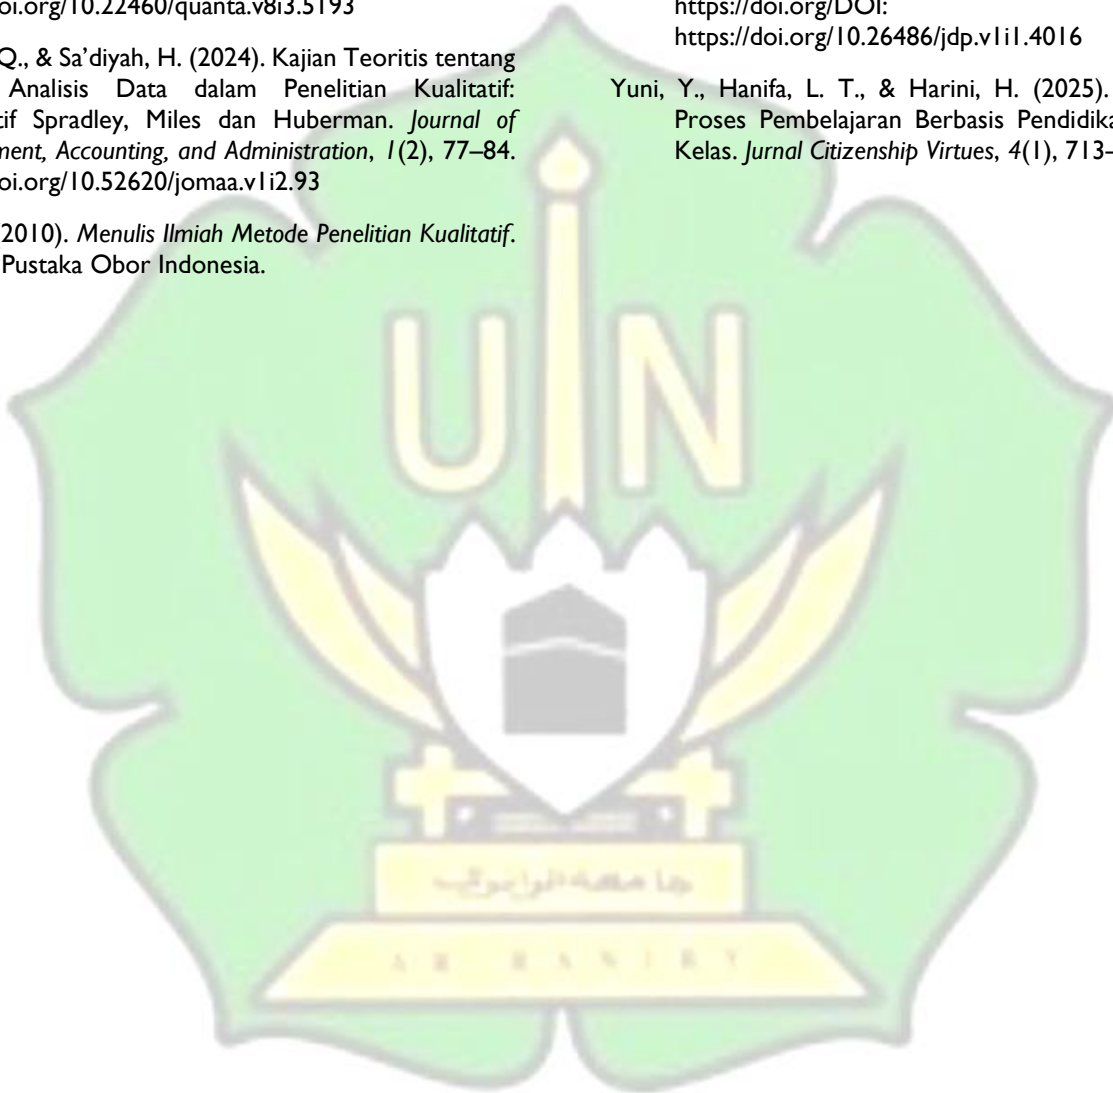 oi.org/10.22460/quanta.v8i3.5193
Q., & Sa’diyah, H. (2024). Kajian Teoritis tentang
Analisis Data dalam Penelitian Kualitatif:
tif Spradley, Miles dan Huberman. Journal of
ment, Accounting, and Administration, 1(2), 77–84.
oi.org/10.52620/jomaa.v1i2.93
(2010). Menulis Ilmiah Metode Penelitian Kualitatif.
Pustaka Obor Indonesia.
https://doi.org/DOI:
https://doi.org/10.26486/jdp.v1i1.4016
Yuni, Y., Hanifa, L. T., & Harini, H. (2025).
Proses Pembelajaran Berbasis Pendidika
Kelas. Jurnal Citizenship Virtues, 4(1), 713–
UIN
AR RANIRY